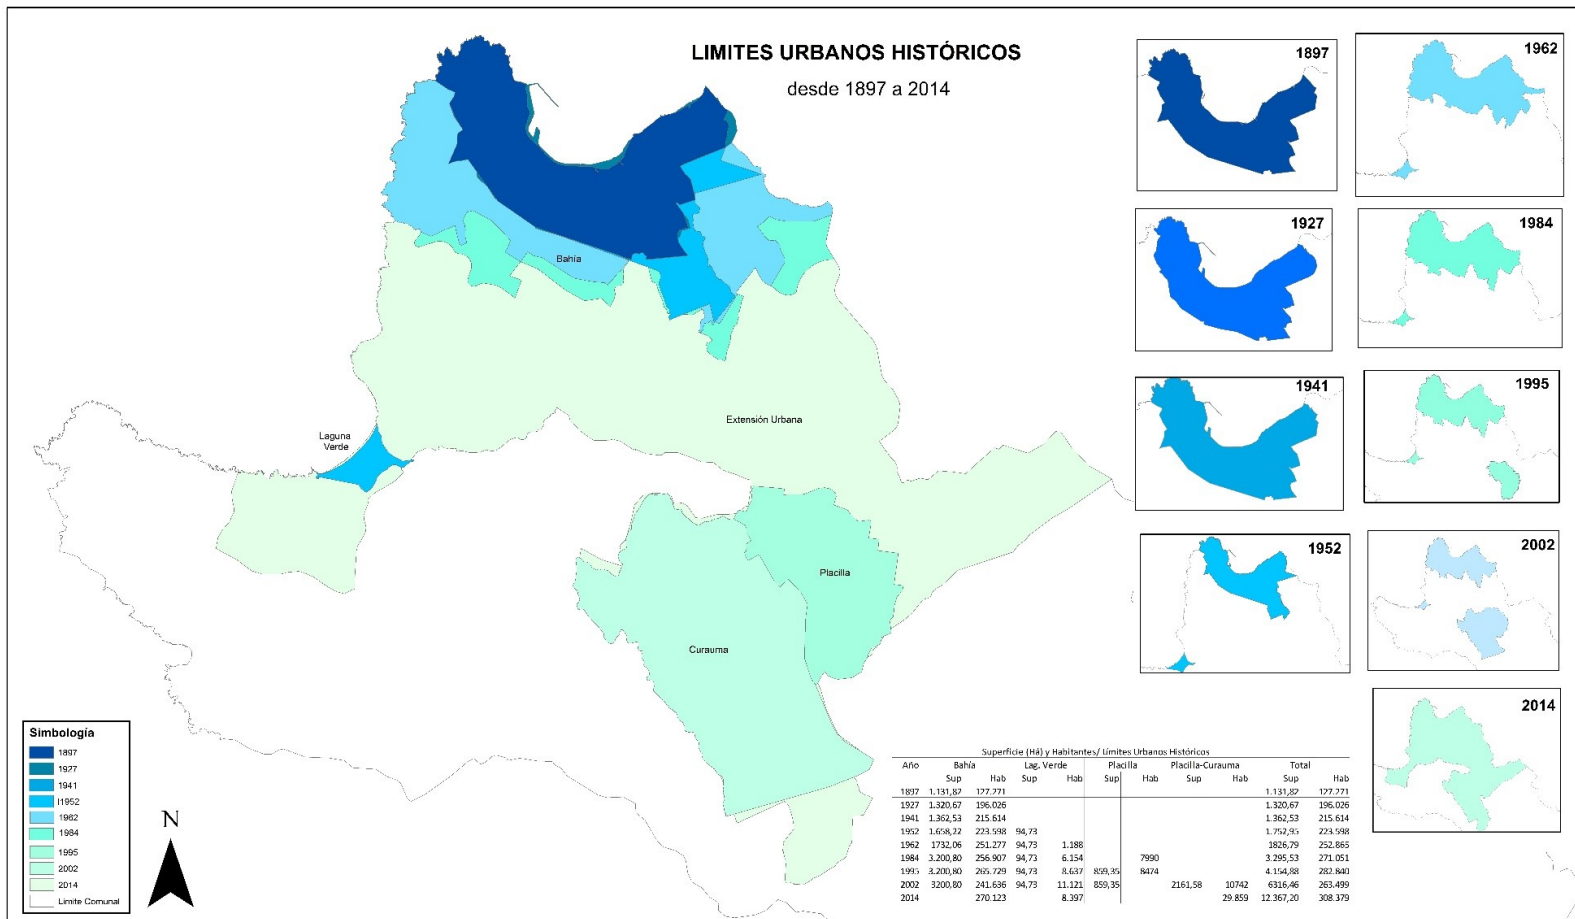 LIMITES URBANOS HISTÓRICOS
desde 1897 a 2014
1897
1962
1927
1984
1941
1995
1952
2002
2014
Bahía
Extensión Urbana
Laguna
Verde
Placilla
Curauma
Simbología
1897
1927
1941
I1952
1962
1984
1995
2002
2014
Limite Comunal
N
Superficie (Há) y Habitantes/ Límites Urbanos Históricos
Año Bahía Lag. Verde Placilla Placilla-Curauma Total
Sup Hab Sup Hab Sup Hab Sup Hab Sup Hab
1897 1.131,87 127.771 1.131,87 127.771
1927 1.320,67 196.026 1.320,67 196.026
1941 1.362,53 215.614 1.362,53 215.614
1952 1.658,22 223.598 94,73 1.752,95 223.598
1962 1732,06 251.277 94,73 1.188 1826,79 252.865
1984 3.200,80 256.907 94,73 6.154 7990 3.295,53 271.051
1995 3.200,80 265.729 94,73 8.637 859,35 8474 4.154,88 282.840
2002 3200,80 241.636 94,73 11.121 859,35 2161,58 10742 6316,46 263.499
2014 270.123 8.397 29.859 12.367,20 308.379